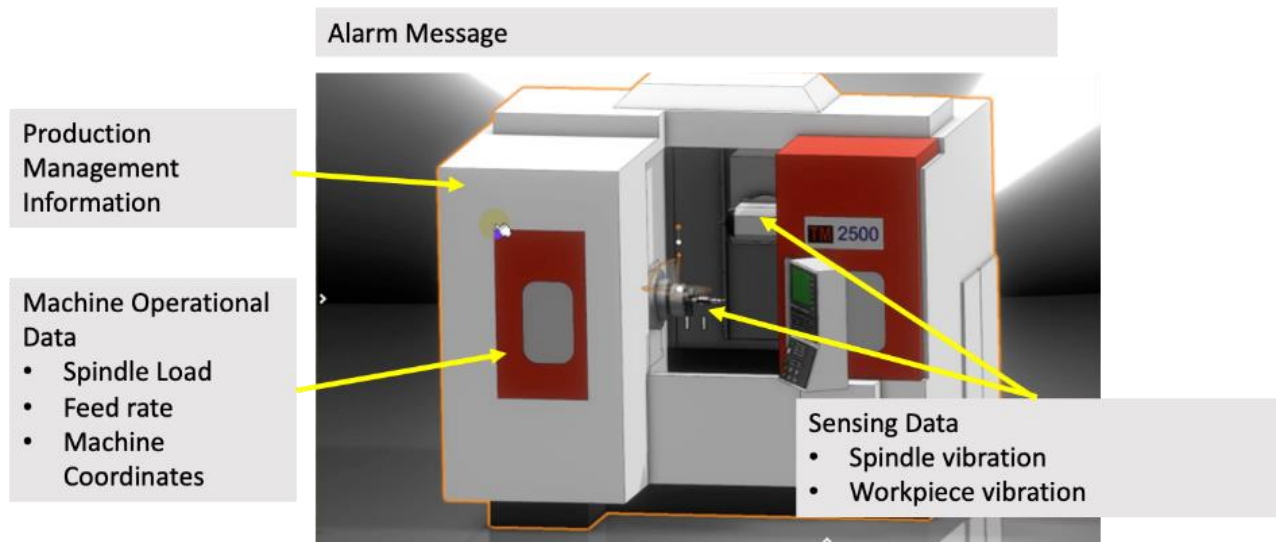 Alarm Message
Production
Management
Information
Machine Operational
Data
• Spindle Load
• Feed rate
• Machine
Coordinates
TM 2500
Sensing Data
• Spindle vibration
• Workpiece vibration